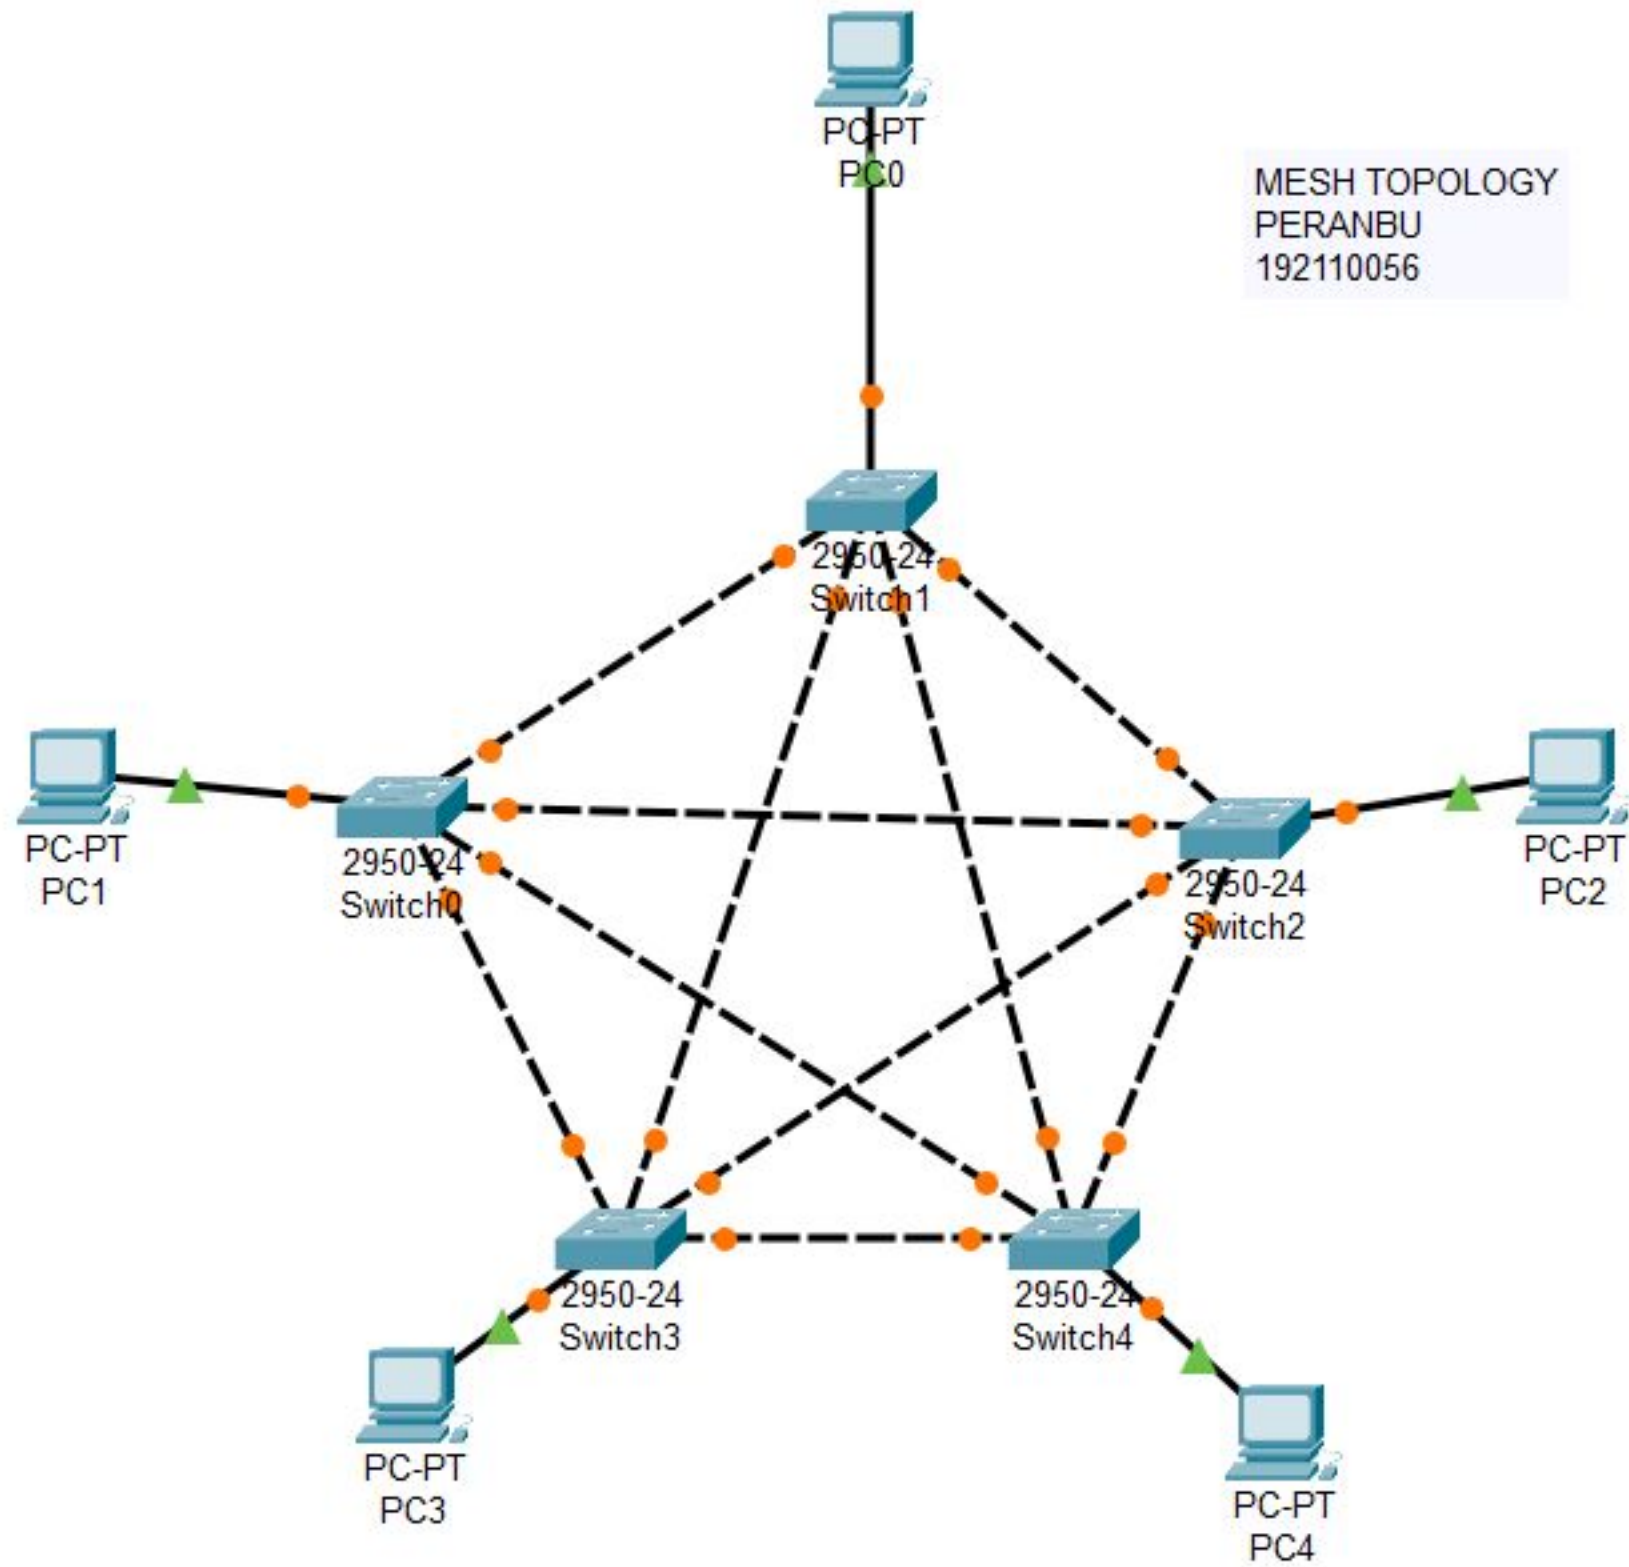 PC-PT
PC0
MESH TOPOLOGY
PERANBU
192110056
2950-24
Switch1
PC-PT
PC1
2950-24
Switch0
2950-24
Switch2
PC-PT
PC2
2950-24
Switch3
2950-24
Switch4
PC-PT
PC3
PC-PT
PC4